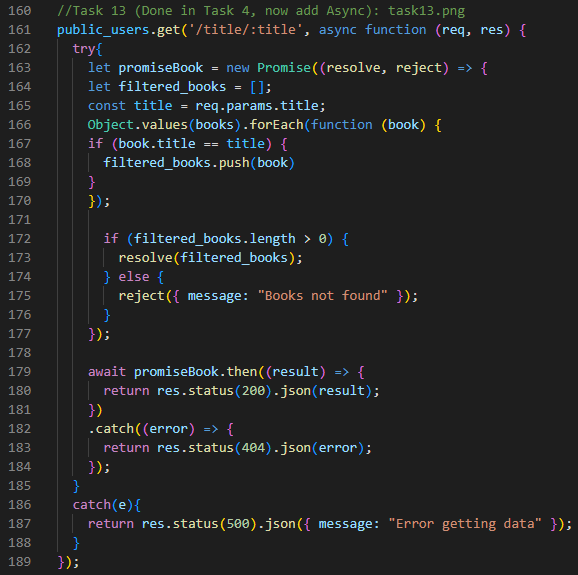 160 //Task 13 (Done in Task 4, now add Async): task13.png
161 public_users.get('/title/:title', async function (req, res) {
162   try{
163     let promiseBook = new Promise((resolve, reject) => {
164     let filtered_books = [];
165     const title = req.params.title;
166     Object.values(books).forEach(function (book) {
167     if (book.title == title) {
168       filtered_books.push(book)
169     }
170     });
171
172       if (filtered_books.length > 0) {
173         resolve(filtered_books);
174       } else {
175         reject({ message: "Books not found" });
176       }
177     });
178
179     await promiseBook.then((result) => {
180       return res.status(200).json(result);
181     })
182     .catch((error) => {
183       return res.status(404).json(error);
184     });
185   }
186   catch(e){
187     return res.status(500).json({ message: "Error getting data" });
188   }
189 });